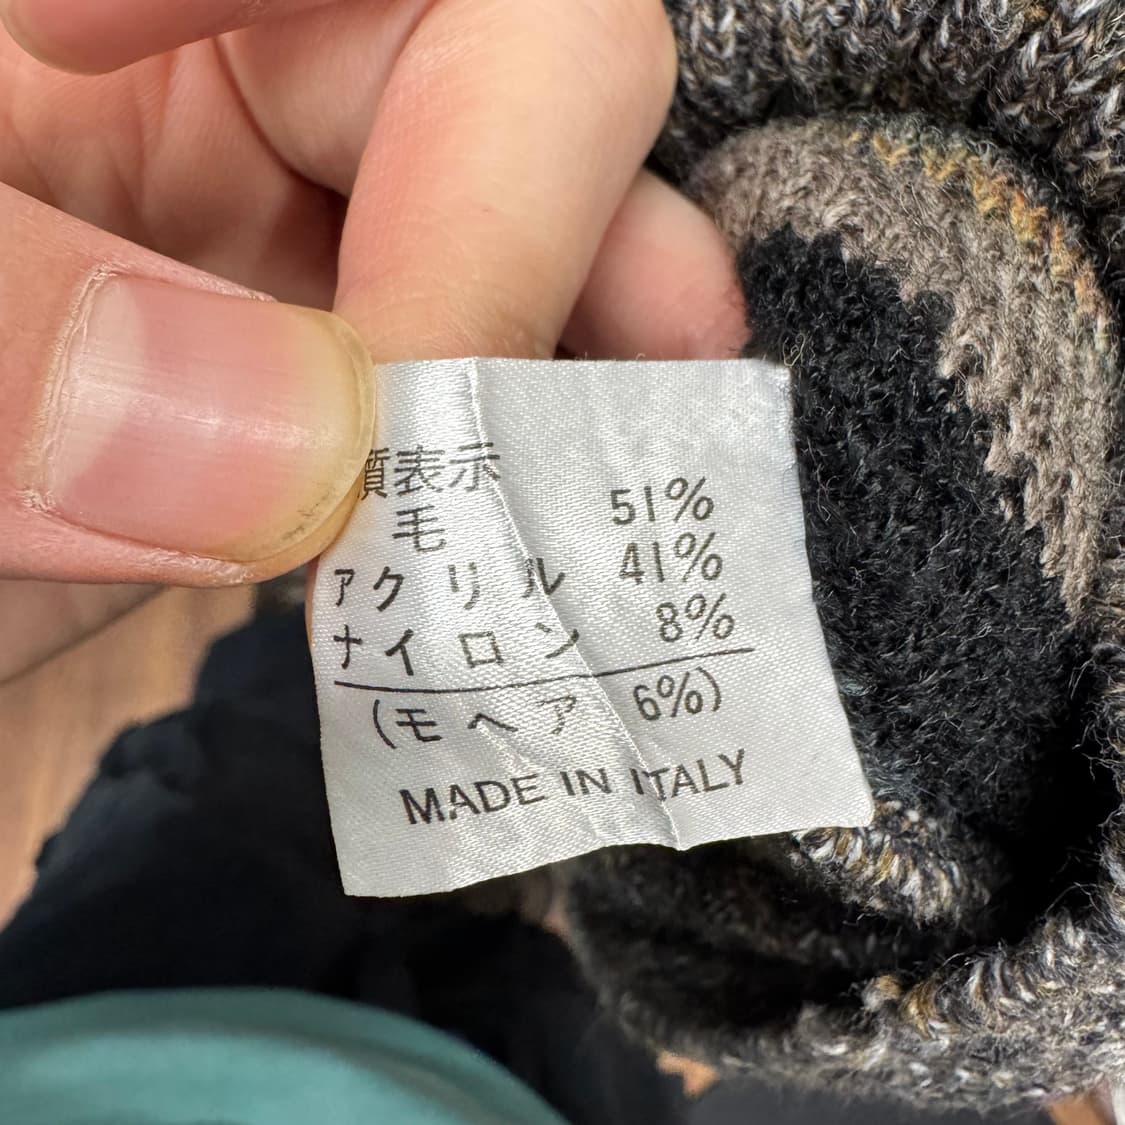 質表示
毛 51%
アクリル 41%
ナイロン 8%
(モヘア 6%)
MADE IN ITALY